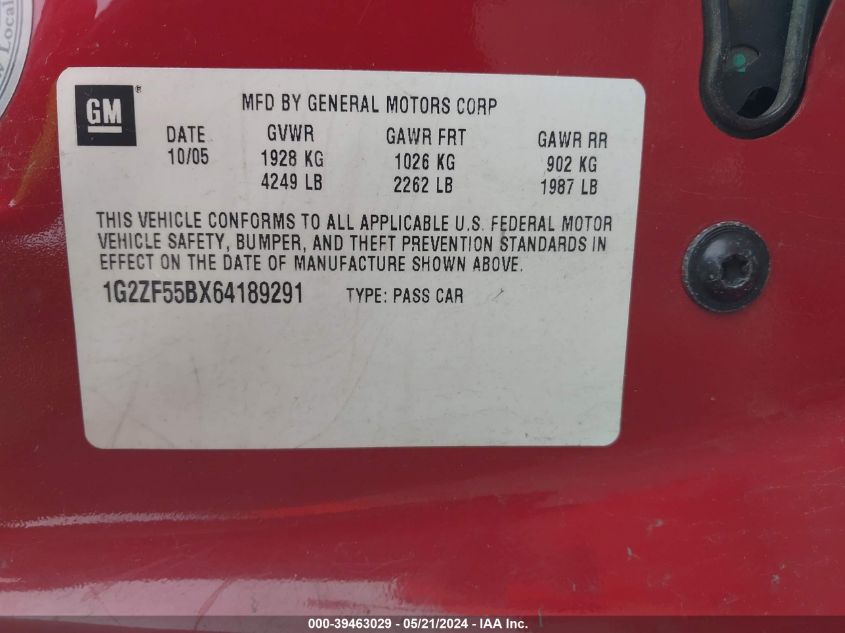 w Local
GM®
MFD BY GENERAL MOTORS CORP
DATE GVWR GAWR FRT GAWR RR
10/05 1928 KG 1026 KG 902 KG
4249 LB 2262 LB 1987 LB
THIS VEHICLE CONFORMS TO ALL APPLICABLE U.S. FEDERAL MOTOR
VEHICLE SAFETY, BUMPER, AND THEFT PREVENTION STANDARDS IN
EFFECT ON THE DATE OF MANUFACTURE SHOWN ABOVE.
1G2ZF55BX64189291 TYPE: PASS CAR
000-39463029 - 05/21/2024 - IAA Inc.